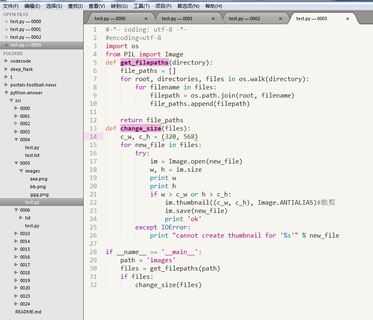 文件(F) 编辑(E) 选择(S) 查找(I) 查看(V) 跳转(G) 工具(T) 项目(P) 首选项(N) 帮助(H)
OPEN FILES
test.py — 0000
test.py — 0001
test.py — 0002
test.py — 0005
FOLDERS
codecode
deep_flask
1
portals-football-news
python-answer
0000
0001
0002
0003
0004
test.py
test.txt
0005
images
aaa.png
bb.png
ppg.png
test.py
0006
txt
test.py
0010
0014
0015
0016
0017
0018
0019
0020
0023
0024
README.md
test.py — 0000
test.py — 0001
test.py — 0002
test.py — 0005
1 #-*- coding: utf-8 -*-
2 #encoding=utf-8
3 import os
4 from PIL import Image
5 def get_filepaths(directory):
6 file_paths = []
7 for root, directories, files in os.walk(directory):
8 for filename in files:
9 filepath = os.path.join(root, filename)
10 file_paths.append(filepath)
11
12 return file_paths
13 def change_size(files):
14 c_w, c_h = (320, 568)
15 for new_file in files:
16 try:
17 im = Image.open(new_file)
18 w, h = im.size
19 print w
20 print h
21 if w > c_w or h > c_h:
22 im.thumbnail((c_w, c_h), Image.ANTIALIAS)#裁剪
23 im.save(new_file)
24 print 'ok'
25 except IOError:
26 print "cannot create thumbnail for '%s'" % new_file
27
28 if __name__ == '__main__':
29 path = 'images'
30 files = get_filepaths(path)
31 if files:
32 change_size(files)